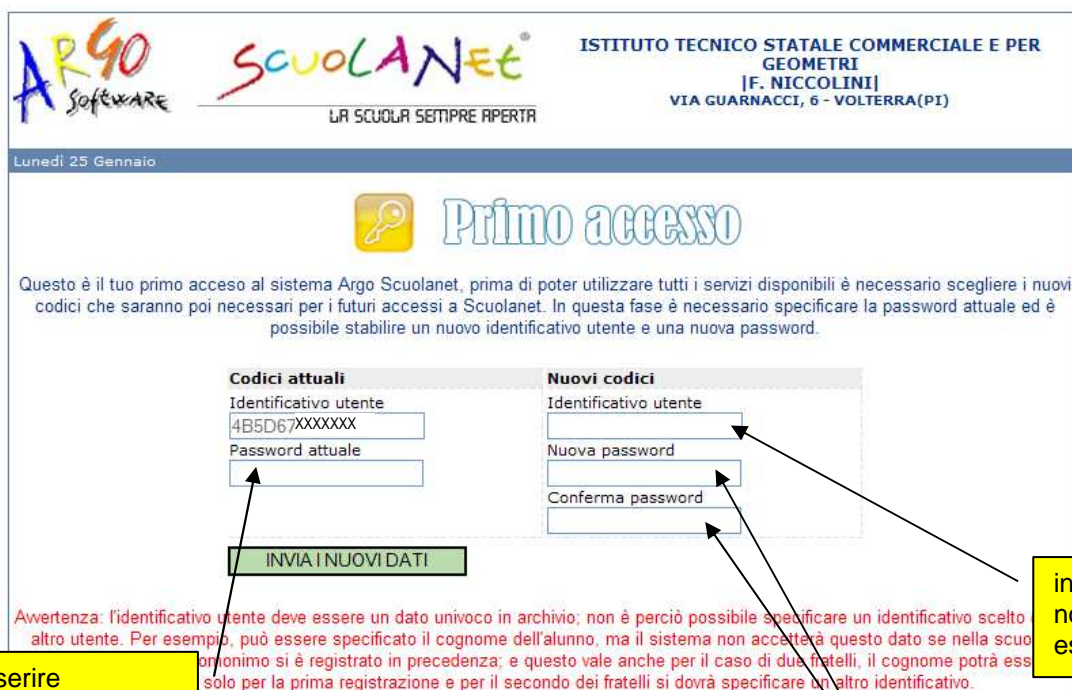 ARGO
Software
SCUOLANET®
LA SCUOLA SEMPRE APERTA
ISTITUTO TECNICO STATALE COMMERCIALE E PER
GEOMETRI
|F. NICCOLINI|
VIA GUARNACCI, 6 - VOLTERRA(PI)
Lunedì 25 Gennaio
Primo accesso
Questo è il tuo primo acceso al sistema Argo Scuolanet, prima di poter utilizzare tutti i servizi disponibili è necessario scegliere i nuovi
codici che saranno poi necessari per i futuri accessi a Scuolanet. In questa fase è necessario specificare la password attuale ed è
possibile stabilire un nuovo identificativo utente e una nuova password.
Codici attuali
Identificativo utente
4B5D67XXXXXXX
Password attuale
Nuovi codici
Identificativo utente
Nuova password
Conferma password
INVIA I NUOVI DATI
Avvertenza: l'identificativo utente deve essere un dato univoco in archivio; non è perciò possibile specificare un identificativo scelto
altro utente. Per esempio, può essere specificato il cognome dell'alunno, ma il sistema non accetterà questo dato se nella scuo
omonimo si è registrato in precedenza; e questo vale anche per il caso di due fratelli, il cognome potrà ess
solo per la prima registrazione e per il secondo dei fratelli si dovrà specificare un altro identificativo.
serire
in
no
es